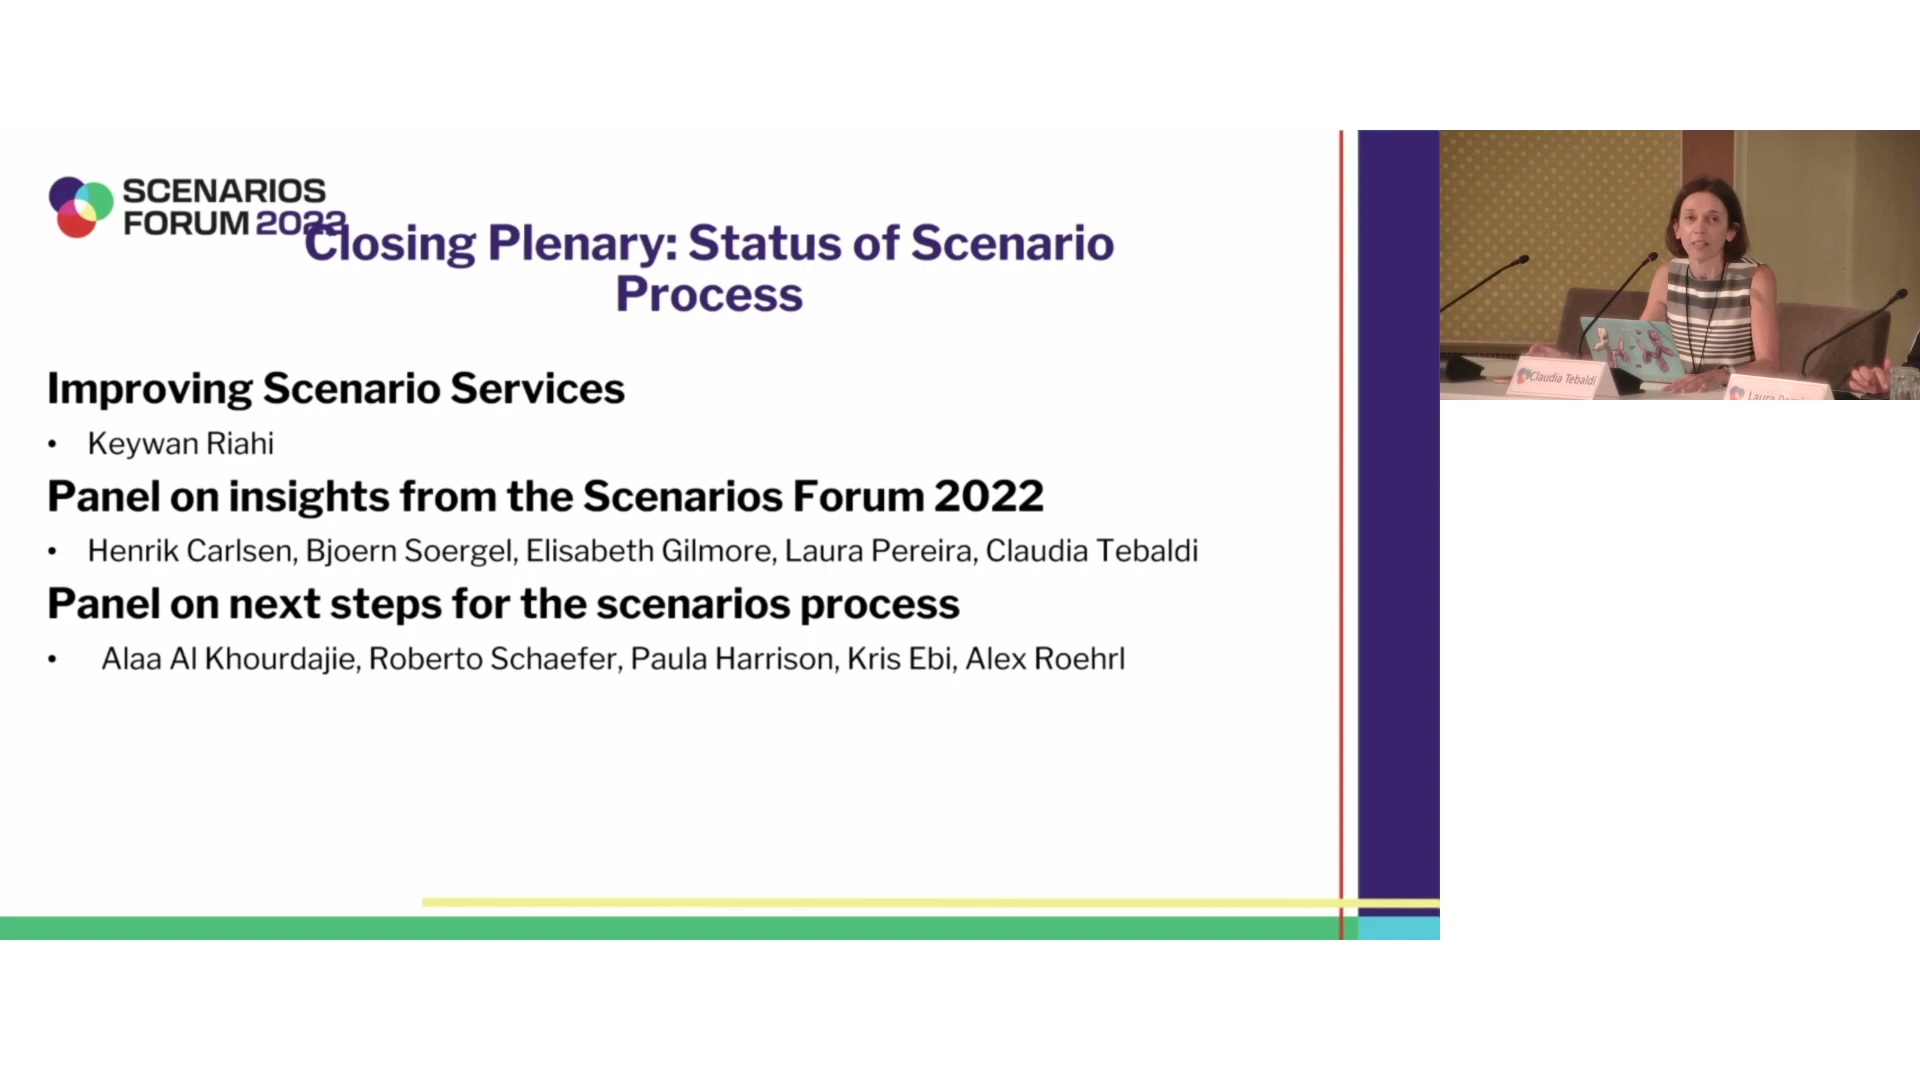 SCENARIOS
FORUM 2022
Closing Plenary: Status of Scenario
Process
Improving Scenario Services
• Keywan Riahi
Panel on insights from the Scenarios Forum 2022
• Henrik Carlsen, Bjoern Soergel, Elisabeth Gilmore, Laura Pereira, Claudia Tebaldi
Panel on next steps for the scenarios process
• Alaa Al Khourdajie, Roberto Schaefer, Paula Harrison, Kris Ebi, Alex Roehrl
Claudia Tebaldi
Laura